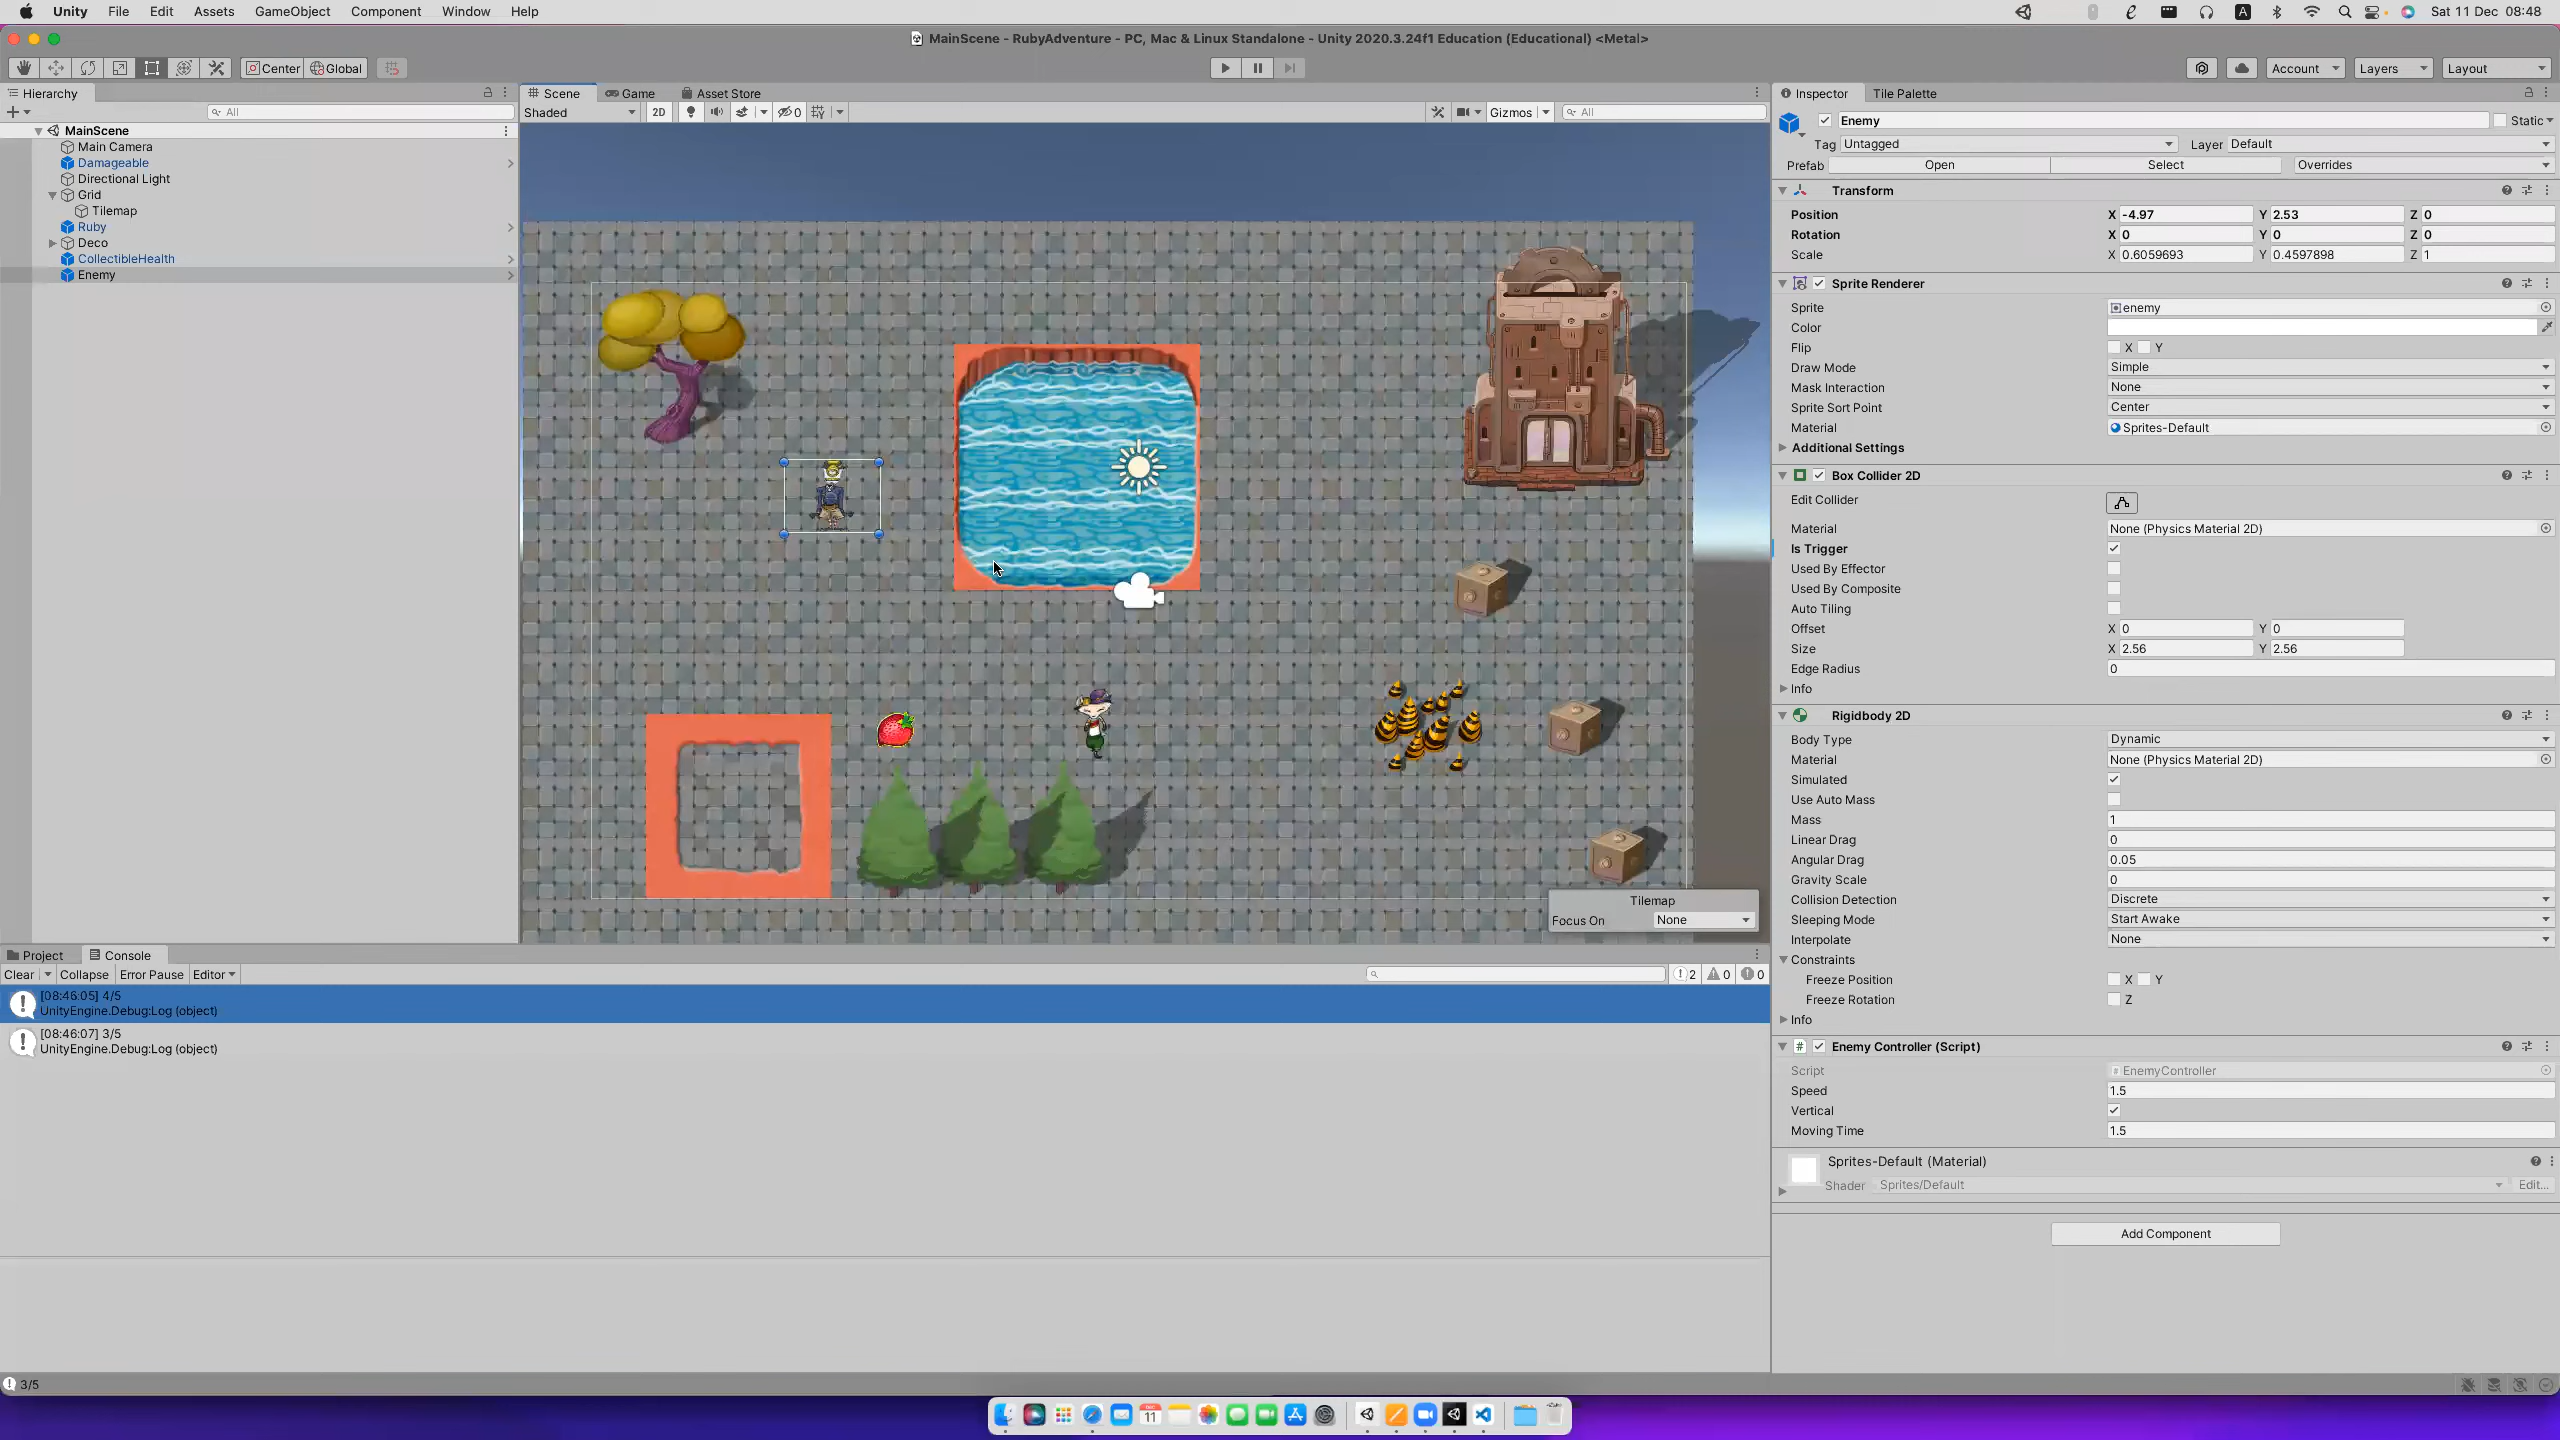 Unity File Edit Assets GameObject Component Window Help
A
Sat 11 Dec 08:48
MainScene - RubyAdventure - PC, Mac & Linux Standalone - Unity 2020.3.24f1 Education (Educational) <Metal>
Center Global
Account Layers Layout
Hierarchy
All
MainScene
Main Camera
Damageable
Directional Light
Grid
Tilemap
Ruby
Deco
CollectibleHealth
Enemy
Scene Game Asset Store
Shaded 2D 0 Gizmos All
Tilemap
Focus On None
Inspector Tile Palette
Enemy Static
Tag Untagged Layer Default
Prefab Open Select Overrides
Transform
Position X -4.97 Y 2.53 Z 0
Rotation X 0 Y 0 Z 0
Scale X 0.6059693 Y 0.4597898 Z 1
Sprite Renderer
Sprite enemy
Color
Flip X Y
Draw Mode Simple
Mask Interaction None
Sprite Sort Point Center
Material Sprites-Default
Additional Settings
Box Collider 2D
Edit Collider
Material None (Physics Material 2D)
Is Trigger
Used By Effector
Used By Composite
Auto Tiling
Offset X 0 Y 0
Size X 2.56 Y 2.56
Edge Radius 0
Info
Rigidbody 2D
Body Type Dynamic
Material None (Physics Material 2D)
Simulated
Use Auto Mass
Mass 1
Linear Drag 0
Angular Drag 0.05
Gravity Scale 0
Collision Detection Discrete
Sleeping Mode Start Awake
Interpolate None
Constraints
Freeze Position X Y
Freeze Rotation Z
Info
# Enemy Controller (Script)
Script EnemyController
Speed 1.5
Vertical
Moving Time 1.5
Sprites-Default (Material)
Shader Sprites/Default Edit...
Add Component
Project Console
Clear Collapse Error Pause Editor 2 0 0
[08:46:05] 4/5
UnityEngine.Debug:Log (object)
[08:46:07] 3/5
UnityEngine.Debug:Log (object)
3/5
DEC
11